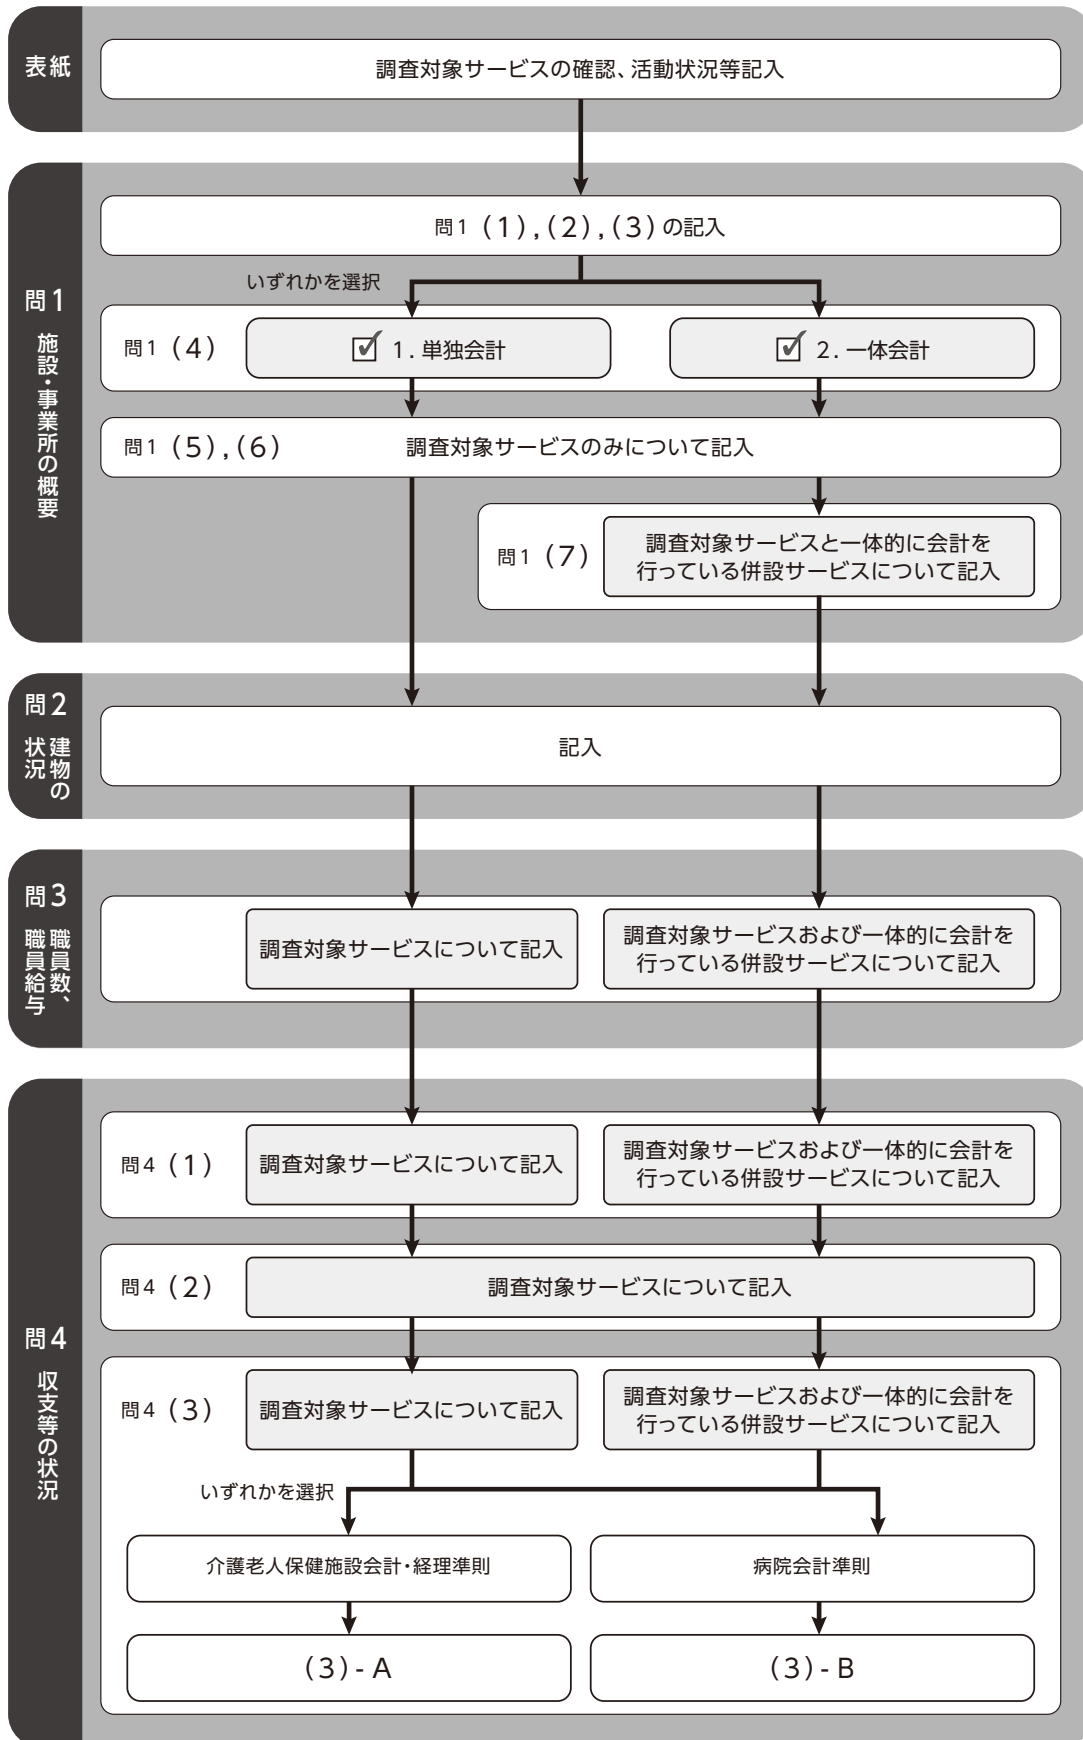 表紙
調査対象サービスの確認、活動状況等記入
問1 施設・事業所の概要
問1 (1),(2),(3)の記入
いずれかを選択
問1 (4)
1. 単独会計
2. 一体会計
問1 (5),(6) 調査対象サービスのみについて記入
問1 (7)
調査対象サービスと一体的に会計を
行っている併設サービスについて記入
問2
建物の
状況
記入
問3
職員数、
職員給与
調査対象サービスについて記入
調査対象サービスおよび一体的に会計を
行っている併設サービスについて記入
問4 収支等の状況
問4 (1)
調査対象サービスについて記入
調査対象サービスおよび一体的に会計を
行っている併設サービスについて記入
問4 (2)
調査対象サービスについて記入
問4 (3)
調査対象サービスについて記入
調査対象サービスおよび一体的に会計を
行っている併設サービスについて記入
いずれかを選択
介護老人保健施設会計・経理準則
病院会計準則
(3)- A
(3)- B